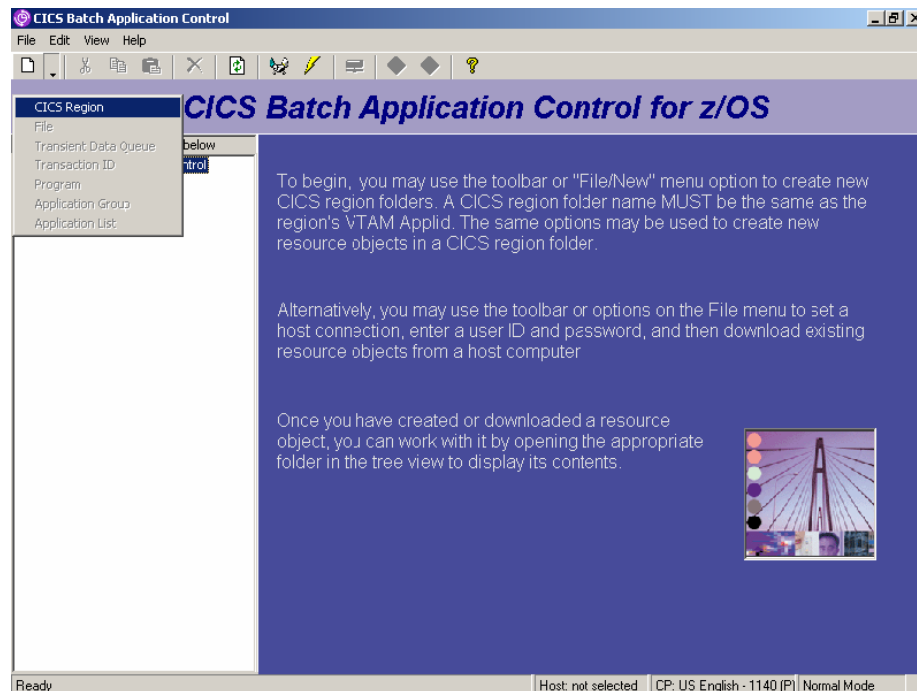 CICS Batch Application Control
File Edit View Help
CICS Batch Application Control for z/OS
CICS Region
File
Transient Data Queue
Transaction ID
Program
Application Group
Application List
below
ntrol
To begin, you may use the toolbar or "File/New" menu option to create new
CICS region folders. A CICS region folder name MUST be the same as the
region's VTAM Applid. The same options may be used to create new
resource objects in a CICS region folder.
Alternatively, you may use the toolbar or options on the File menu to set a
host connection, enter a user ID and password, and then download existing
resource objects from a host computer
Once you have created or downloaded a resource
object, you can work with it by opening the appropriate
folder in the tree view to display its contents.
Ready
Host: not selected
CP: US English - 1140 (P)
Normal Mode